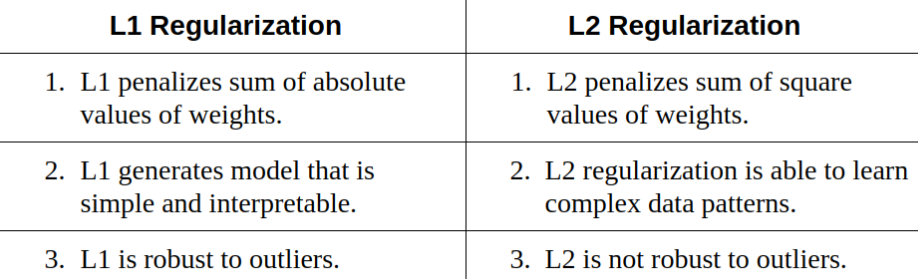 L1 Regularization
L2 Regularization
1. L1 penalizes sum of absolute
values of weights.
1. L2 penalizes sum of square
values of weights.
2. L1 generates model that is
simple and interpretable.
2. L2 regularization is able to learn
complex data patterns.
3. L1 is robust to outliers.
3. L2 is not robust to outliers.